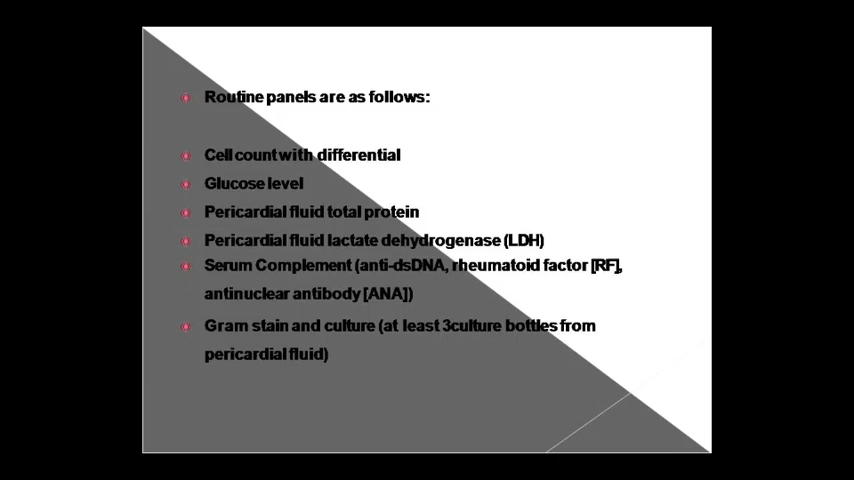 Routine panels are as follows:
Cell count with differential
Glucose level
Pericardial fluid total protein
Pericardial fluid lactate dehydrogenase (LDH)
Serum Complement (anti-dsDNA, rheumatoid factor [RF],
antinuclear antibody [ANA])
Gram stain and culture (at least 3culture bottles from
pericardial fluid)